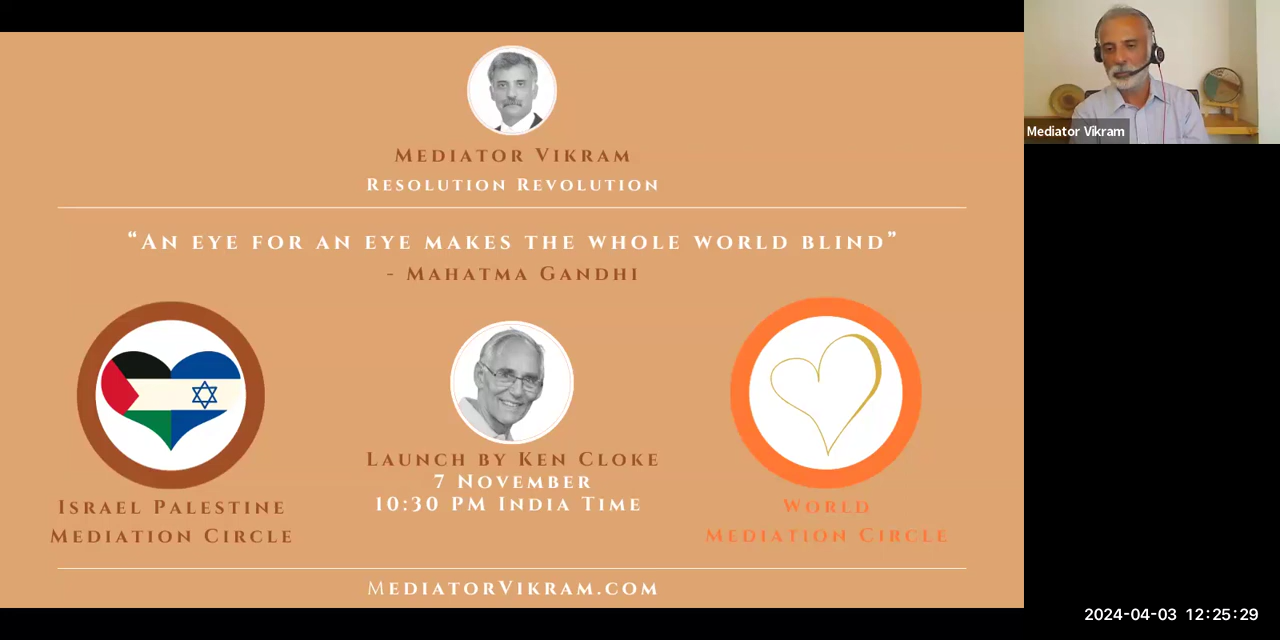 Mediator Vikram
Resolution Revolution
“An eye for an eye makes the whole world blind”
- Mahatma Gandhi
Israel Palestine
Mediation Circle
Launch by Ken Cloke
7 November
10:30 PM India Time
World
Mediation Circle
MediatorVikram.com
Mediator Vikram
2024-04-03 12:25:29